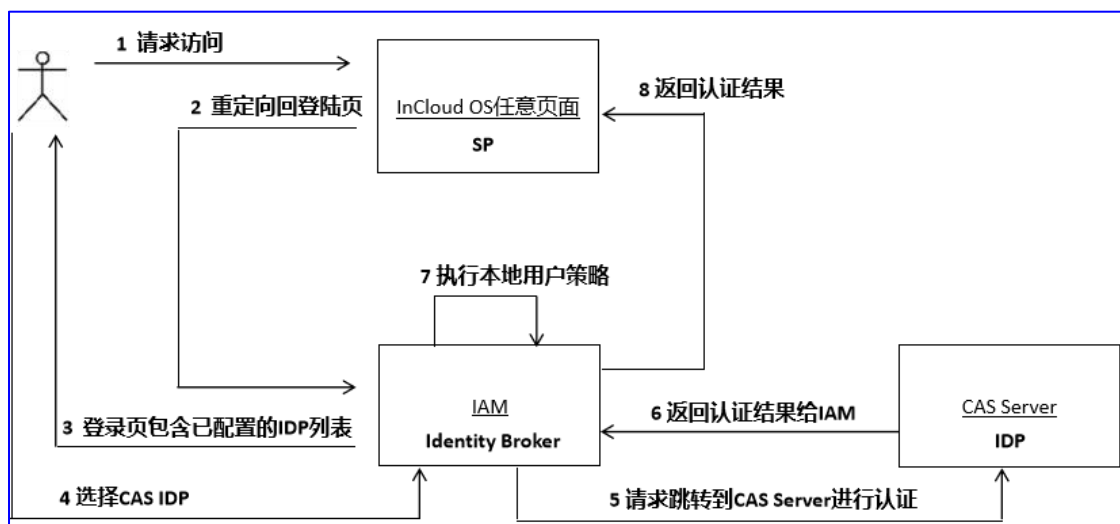 1 请求访问
2 重定向回登陆页
InCloud OS任意页面
SP
8 返回认证结果
7 执行本地用户策略
IAM
Identity Broker
3 登录页包含已配置的IDP列表
6 返回认证结果给IAM
CAS Server
IDP
4 选择CAS IDP
5 请求跳转到CAS Server进行认证